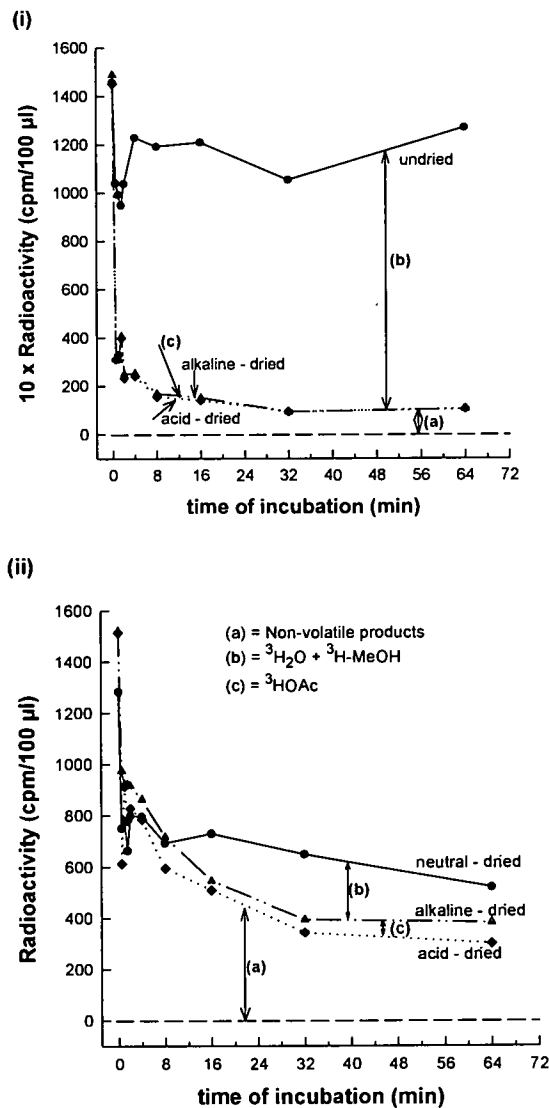 (i)
1600
1400
1200
1000
800
600
400
200
0
10 x Radioactivity (cpm/100 µl)
undried
(b)
(c)
alkaline - dried
acid - dried
(a)
0 8 16 24 32 40 48 56 64 72
time of incubation (min)
(ii)
1600
1400
1200
1000
800
600
400
200
0
Radioactivity (cpm/100 µl)
(a) = Non-volatile products
(b) = ³H₂O + ³H-MeOH
(c) = ³HOAc
neutral - dried
(b)
alkaline - dried
(c)
acid - dried
(a)
0 8 16 24 32 40 48 56 64 72
time of incubation (min)